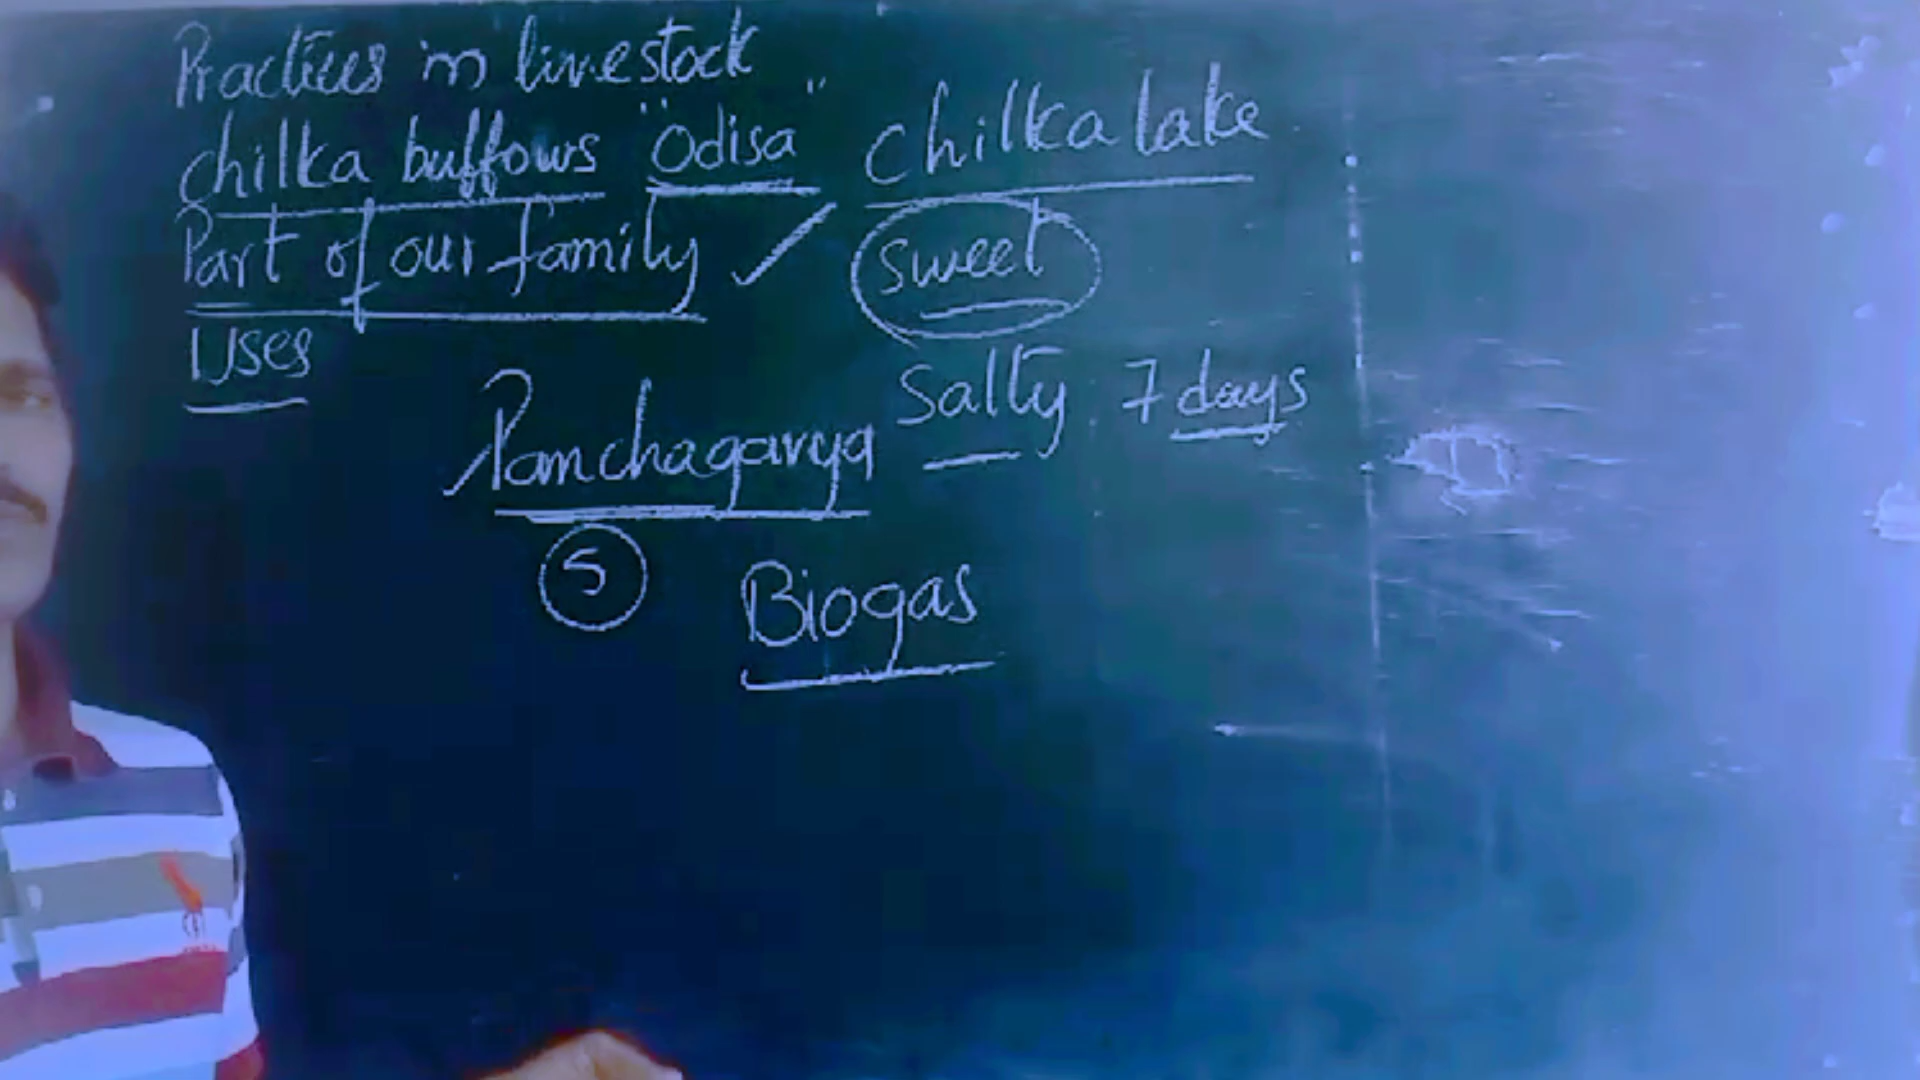 Practices in livestock
chilka buffows "Odisa" chilka lake
Part of our family ✓ sweet
Uses
Salty 7 days
Panchagavya
5
Biogas